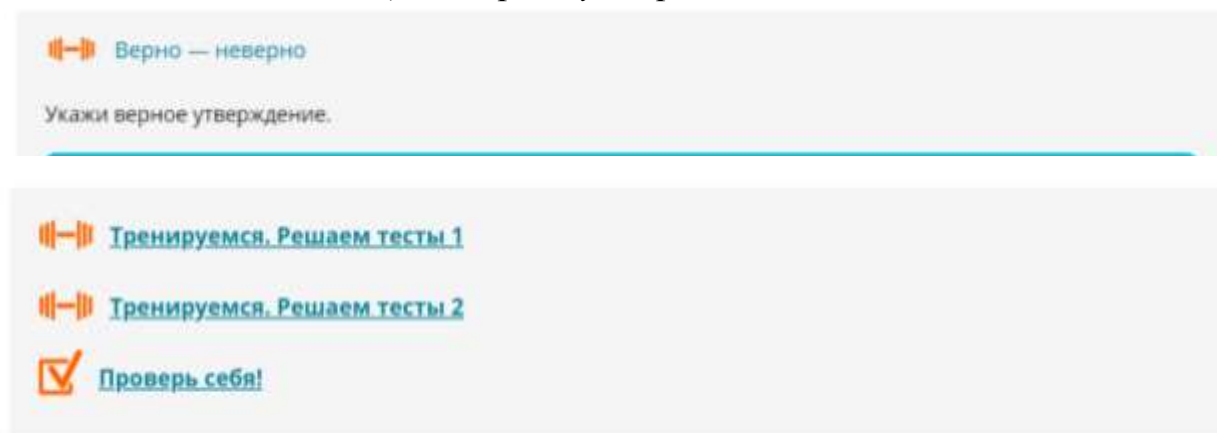 Верно — неверно
Укажи верное утверждение.
Тренируемся. Решаем тесты 1
Тренируемся. Решаем тесты 2
Проверь себя!